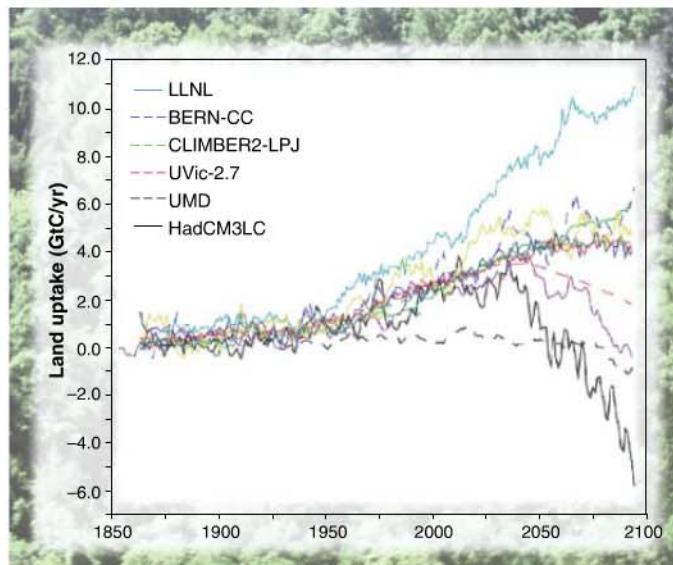 Land uptake (GtC/yr)
12.0
10.0
8.0
6.0
4.0
2.0
0.0
−2.0
−4.0
−6.0
LLNL
BERN-CC
CLIMBER2-LPJ
UVic-2.7
UMD
HadCM3LC
1850 1900 1950 2000 2050 2100